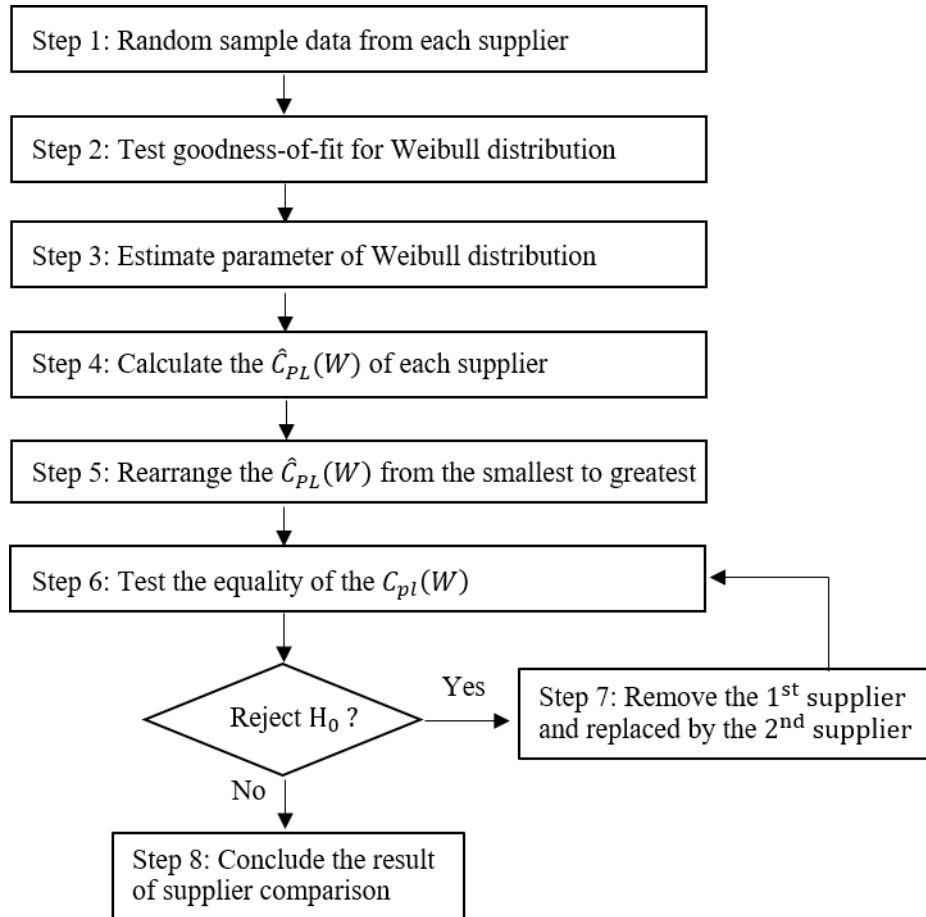 Step 1: Random sample data from each supplier
Step 2: Test goodness-of-fit for Weibull distribution
Step 3: Estimate parameter of Weibull distribution
Step 4: Calculate the Ĉ_PL(W) of each supplier
Step 5: Rearrange the Ĉ_PL(W) from the smallest to greatest
Step 6: Test the equality of the C_pl(W)
Reject H₀ ?
Yes
Step 7: Remove the 1ˢᵗ supplier
and replaced by the 2ⁿᵈ supplier
No
Step 8: Conclude the result
of supplier comparison